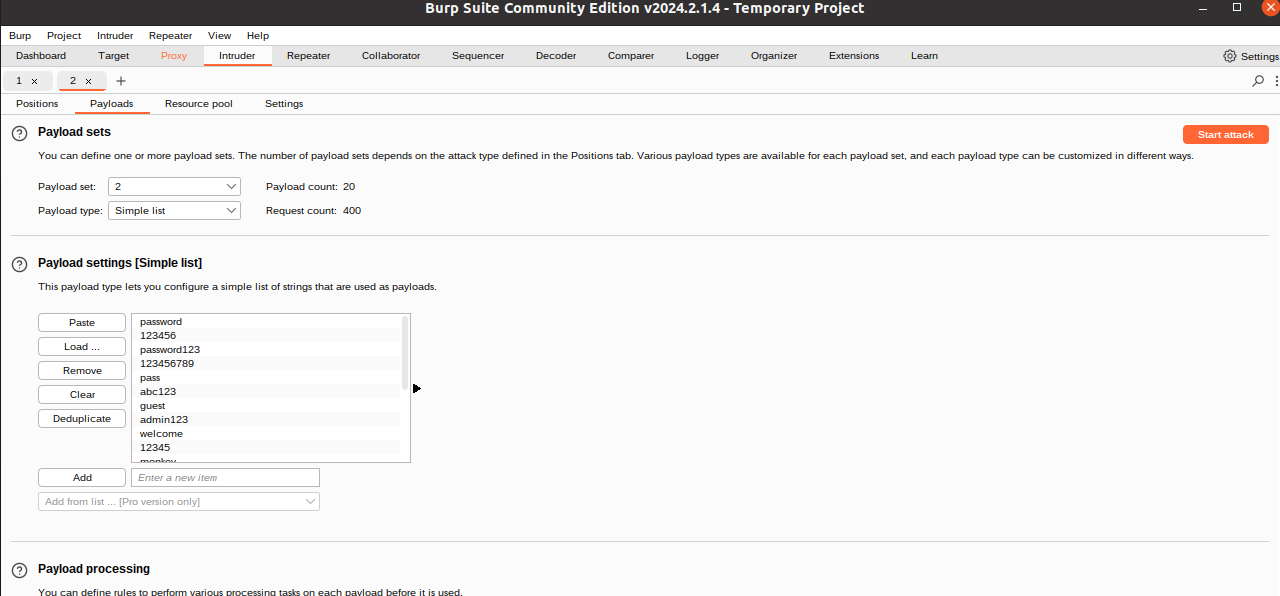 Burp Suite Community Edition v2024.2.1.4 - Temporary Project
Burp Project Intruder Repeater View Help
Dashboard Target Proxy Intruder Repeater Collaborator Sequencer Decoder Comparer Logger Organizer Extensions Learn Settings
1 × 2 × +
Positions Payloads Resource pool Settings
? Payload sets
Start attack
You can define one or more payload sets. The number of payload sets depends on the attack type defined in the Positions tab. Various payload types are available for each payload set, and each payload type can be customized in different ways.
Payload set: 2 Payload count: 20
Payload type: Simple list Request count: 400
? Payload settings [Simple list]
This payload type lets you configure a simple list of strings that are used as payloads.
Paste
Load ...
Remove
Clear
Deduplicate
password
123456
password123
123456789
pass
abc123
guest
admin123
welcome
12345
monkey
Add Enter a new item
Add from list ... [Pro version only]
? Payload processing
You can define rules to perform various processing tasks on each payload before it is used.